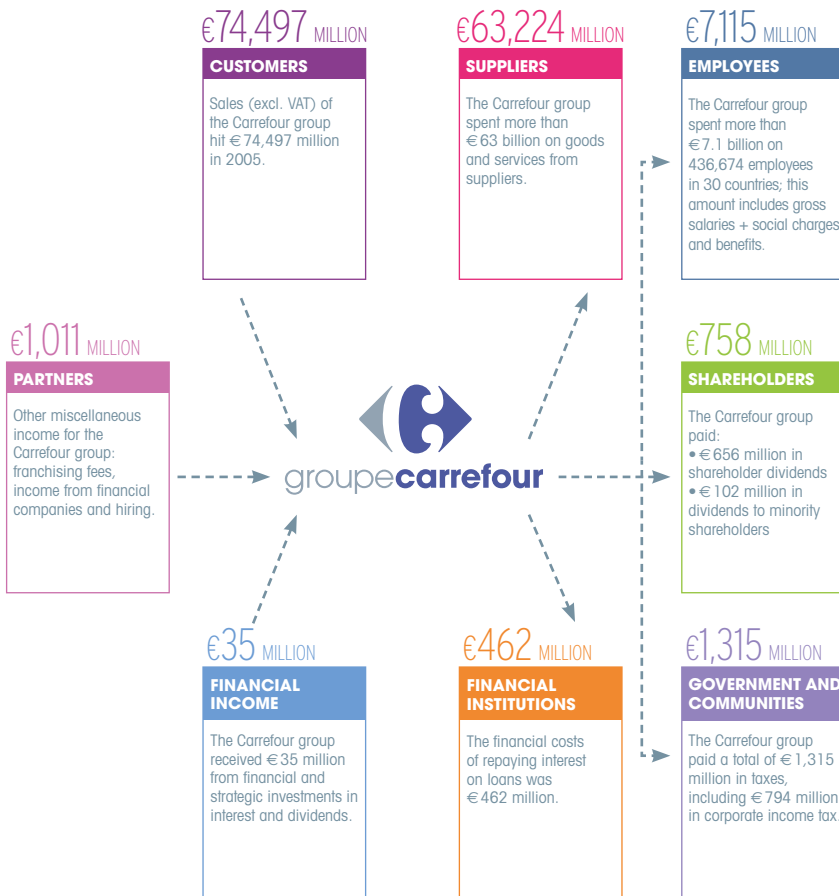 €74,497 MILLION
CUSTOMERS
Sales (excl. VAT) of
the Carrefour group
hit € 74,497 million
in 2005.
€63,224 MILLION
SUPPLIERS
The Carrefour group
spent more than
€ 63 billion on goods
and services from
suppliers.
€7,115 MILLION
EMPLOYEES
The Carrefour group
spent more than
€ 7.1 billion on
436,674 employees
in 30 countries; this
amount includes gross
salaries + social charges
and benefits.
€1,011 MILLION
PARTNERS
Other miscellaneous
income for the
Carrefour group:
franchising fees,
income from financial
companies and hiring.
groupecarrefour
€758 MILLION
SHAREHOLDERS
The Carrefour group
paid:
• € 656 million in
shareholder dividends
• € 102 million in
dividends to minority
shareholders
€35 MILLION
FINANCIAL
INCOME
The Carrefour group
received € 35 million
from financial and
strategic investments in
interest and dividends.
€462 MILLION
FINANCIAL
INSTITUTIONS
The financial costs
of repaying interest
on loans was
€ 462 million.
€1,315 MILLION
GOVERNMENT AND
COMMUNITIES
The Carrefour group
paid a total of € 1,315
million in taxes,
including € 794 million
in corporate income tax.